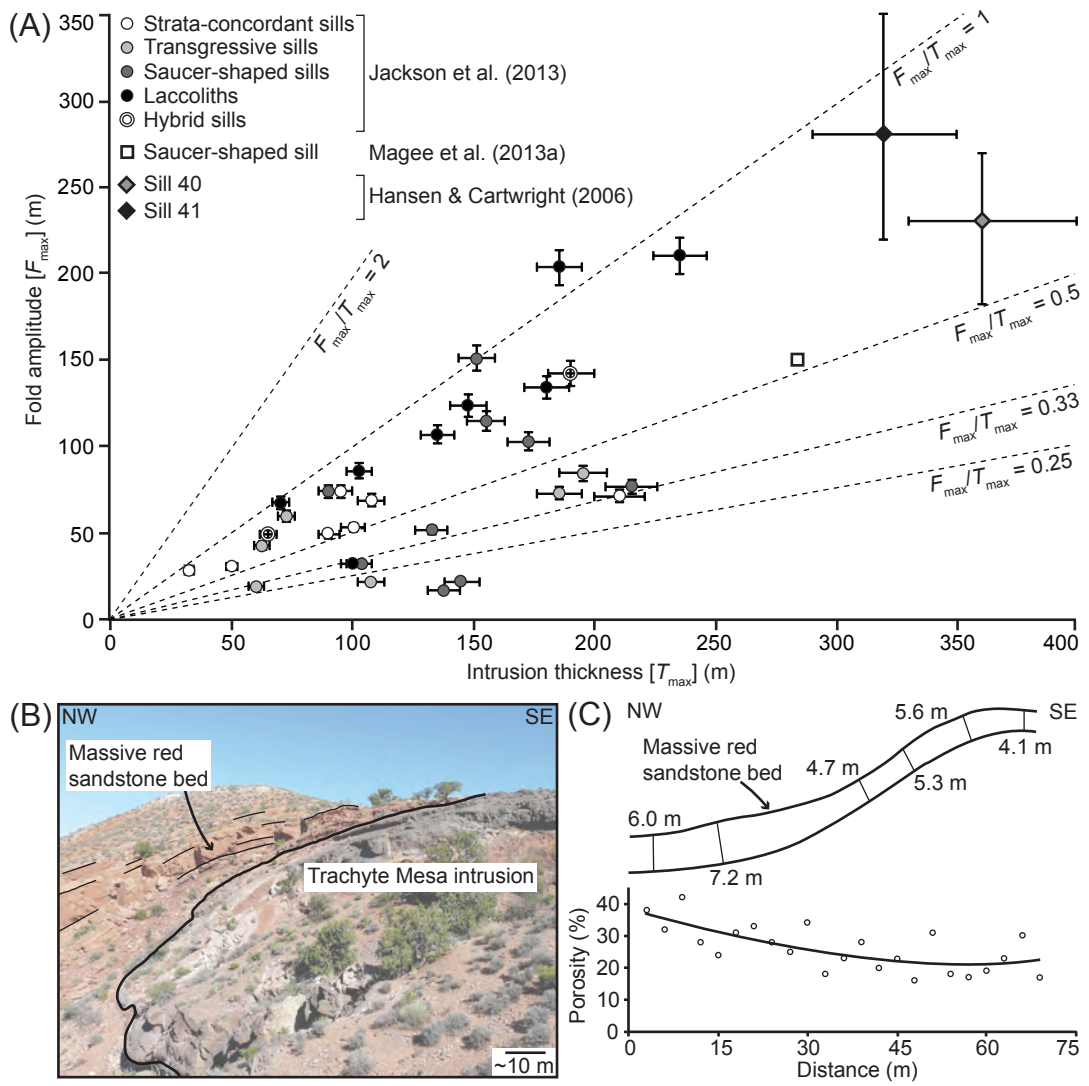 (A)
350
300
250
200
150
100
50
0
Fold amplitude [Fmax] (m)
Strata-concordant sills
Transgressive sills
Saucer-shaped sills
Laccoliths
Hybrid sills
Jackson et al. (2013)
Saucer-shaped sill
Magee et al. (2013a)
Sill 40
Sill 41
Hansen & Cartwright (2006)
Fmax/Tmax = 2
Fmax/Tmax = 1
Fmax/Tmax = 0.5
Fmax/Tmax = 0.33
Fmax/Tmax = 0.25
0 50 100 150 200 250 300 350 400
Intrusion thickness [Tmax] (m)
(B)
NW SE
Massive red
sandstone bed
Trachyte Mesa intrusion
~10 m
(C)
NW SE
Massive red
sandstone bed
6.0 m
7.2 m
4.7 m
5.3 m
5.6 m
4.1 m
Porosity (%)
40
30
20
10
0
0 15 30 45 60 75
Distance (m)